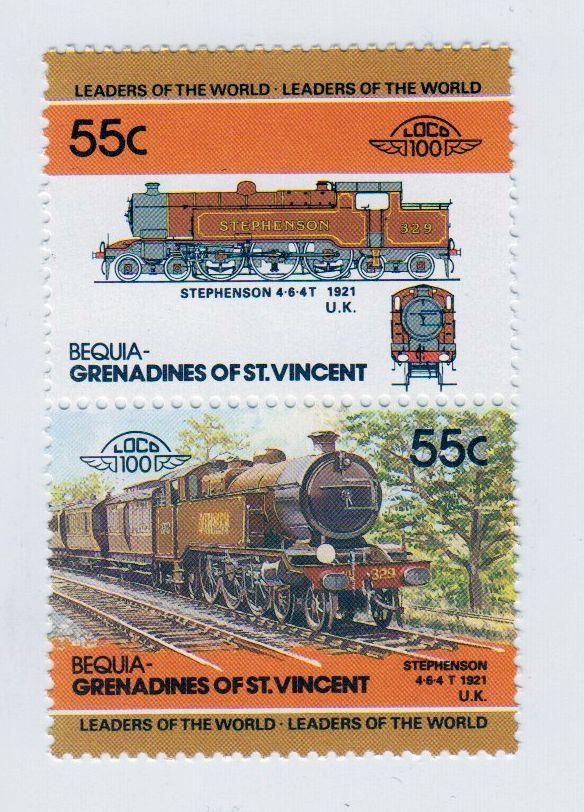 LEADERS OF THE WORLD · LEADERS OF THE WORLD
55c
LOCO
100
STEPHENSON
329
STEPHENSON 4·6·4T 1921
U.K.
BEQUIA-
GRENADINES OF ST. VINCENT
LOCO
100
55c
329
BEQUIA-
GRENADINES OF ST. VINCENT
STEPHENSON
4·6·4 T 1921
U.K.
LEADERS OF THE WORLD · LEADERS OF THE WORLD